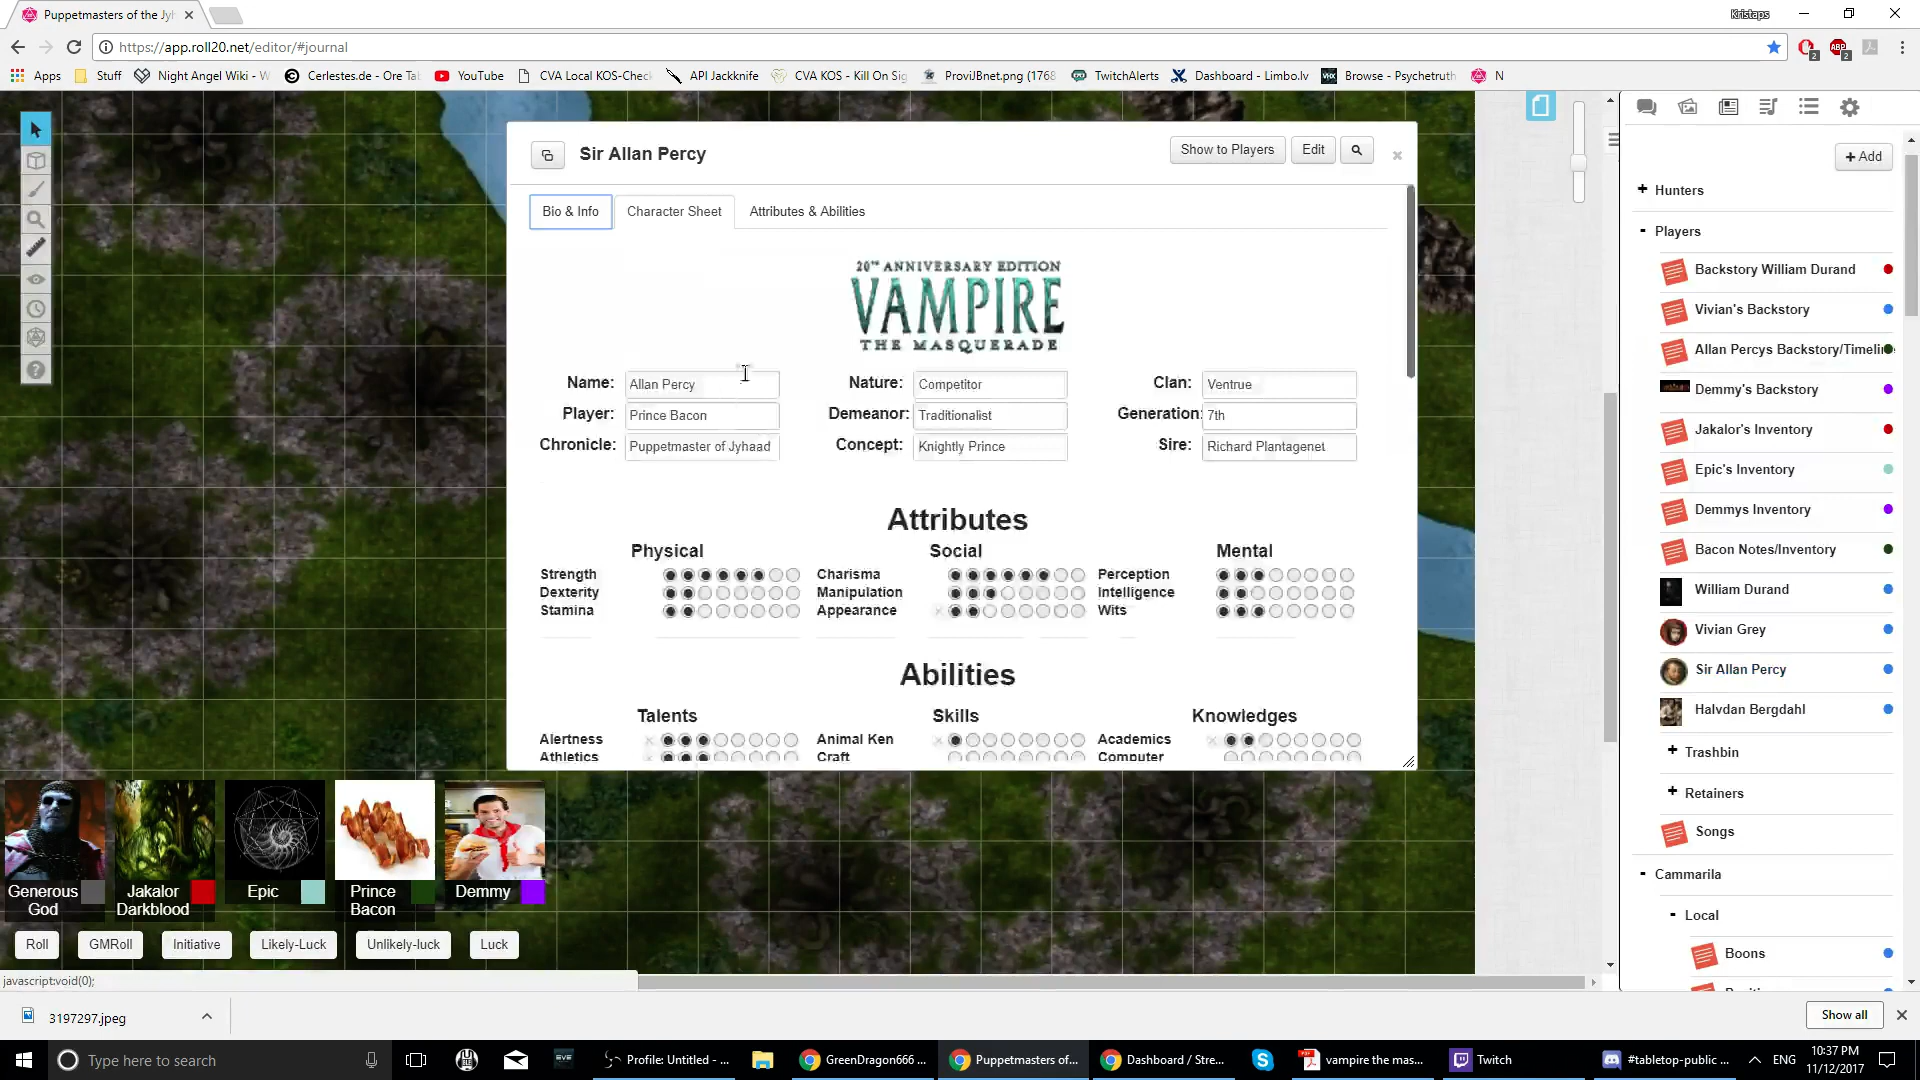 Puppetmasters of the Jyh
Kristaps
https://app.roll20.net/editor/#journal
Apps
Stuff
Night Angel Wiki - W
Cerlestes.de - Ore Ta
YouTube
CVA Local KOS-Check
API Jackknife
CVA KOS - Kill On Sig
ProviJBnet.png (1768
TwitchAlerts
Dashboard - Limbo.lv
Browse - Psychetruth
N
Sir Allan Percy
Show to Players
Edit
Bio & Info
Character Sheet
Attributes & Abilities
20TH ANNIVERSARY EDITION
VAMPIRE
THE MASQUERADE
Name: Allan Percy
Nature: Competitor
Clan: Ventrue
Player: Prince Bacon
Demeanor: Traditionalist
Generation: 7th
Chronicle: Puppetmaster of Jyhaad
Concept: Knightly Prince
Sire: Richard Plantagenet
Attributes
Physical
Social
Mental
Strength
Charisma
Perception
Dexterity
Manipulation
Intelligence
Stamina
Appearance
Wits
Abilities
Talents
Skills
Knowledges
Alertness
Animal Ken
Academics
Athletics
Craft
Computer
+ Add
Hunters
Players
Backstory William Durand
Vivian's Backstory
Allan Percys Backstory/Timelin
Demmy's Backstory
Jakalor's Inventory
Epic's Inventory
Demmys Inventory
Bacon Notes/Inventory
William Durand
Vivian Grey
Sir Allan Percy
Halvdan Bergdahl
Trashbin
Retainers
Songs
Cammarila
Local
Boons
Generous God
Jakalor Darkblood
Epic
Prince Bacon
Demmy
Roll
GMRoll
Initiative
Likely-Luck
Unlikely-luck
Luck
javascript:void(0);
3197297.jpeg
Show all
Type here to search
Profile: Untitled - ...
GreenDragon666 ...
Puppetmasters of...
Dashboard / Stre...
vampire the mas...
Twitch
#tabletop-public ...
ENG
10:37 PM
11/12/2017